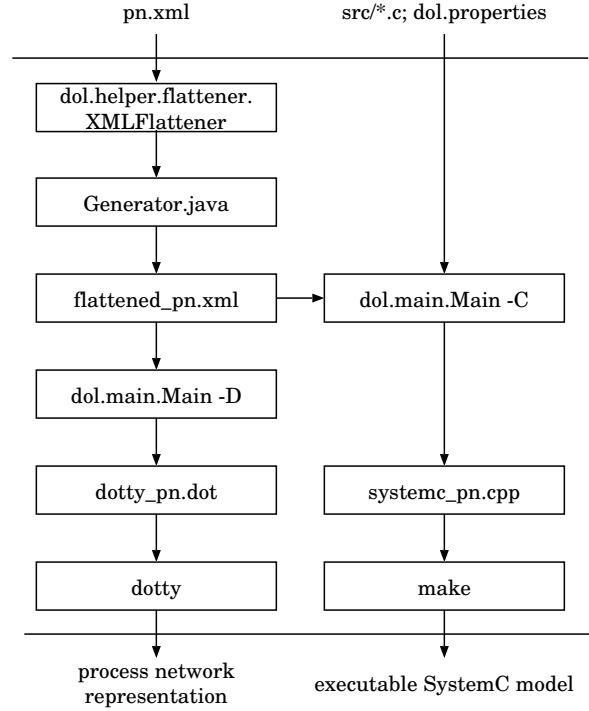 pn.xml
src/*.c; dol.properties
dol.helper.flattener.
XMLFlattener
Generator.java
flattened_pn.xml
dol.main.Main -C
dol.main.Main -D
dotty_pn.dot
systemc_pn.cpp
dotty
make
process network
representation
executable SystemC model